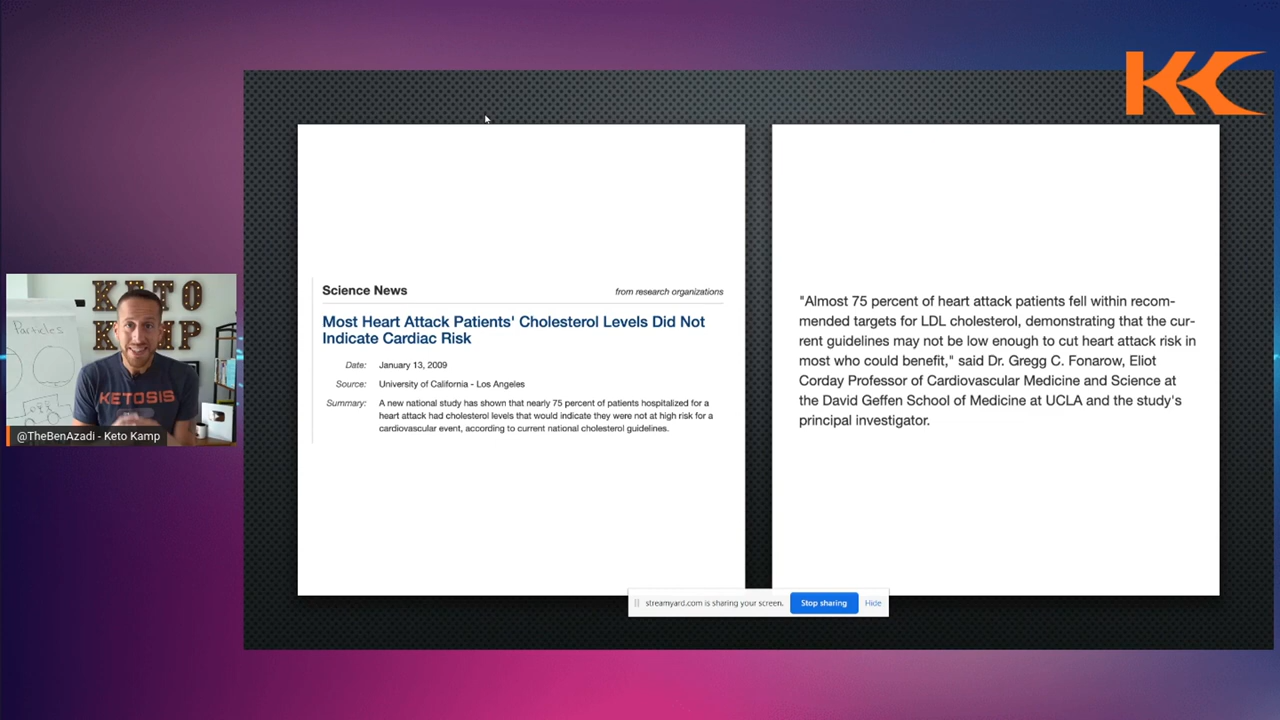 KC
Science News
from research organizations
Most Heart Attack Patients' Cholesterol Levels Did Not
Indicate Cardiac Risk
Date: January 13, 2009
Source: University of California - Los Angeles
Summary: A new national study has shown that nearly 75 percent of patients hospitalized for a
heart attack had cholesterol levels that would indicate they were not at high risk for a
cardiovascular event, according to current national cholesterol guidelines.
"Almost 75 percent of heart attack patients fell within recom-
mended targets for LDL cholesterol, demonstrating that the cur-
rent guidelines may not be low enough to cut heart attack risk in
most who could benefit," said Dr. Gregg C. Fonarow, Eliot
Corday Professor of Cardiovascular Medicine and Science at
the David Geffen School of Medicine at UCLA and the study's
principal investigator.
KETO
KAMP
Particles
KETOSIS
@TheBenAzadi - Keto Kamp
streamyard.com is sharing your screen.
Stop sharing
Hide